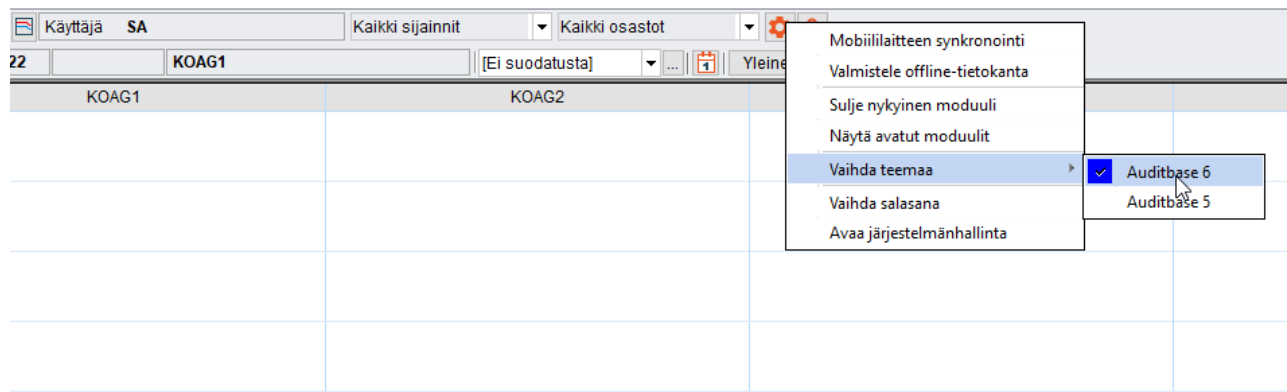 Käyttäjä SA Kaikki sijainnit Kaikki osastot
22 KOAG1 [Ei suodatusta] ... 1 Yleine
KOAG1 KOAG2
Mobiililaitteen synkronointi
Valmistele offline-tietokanta
Sulje nykyinen moduuli
Näytä avatut moduulit
Vaihda teemaa
Vaihda salasana
Avaa järjestelmänhallinta
Auditbase 6
Auditbase 5